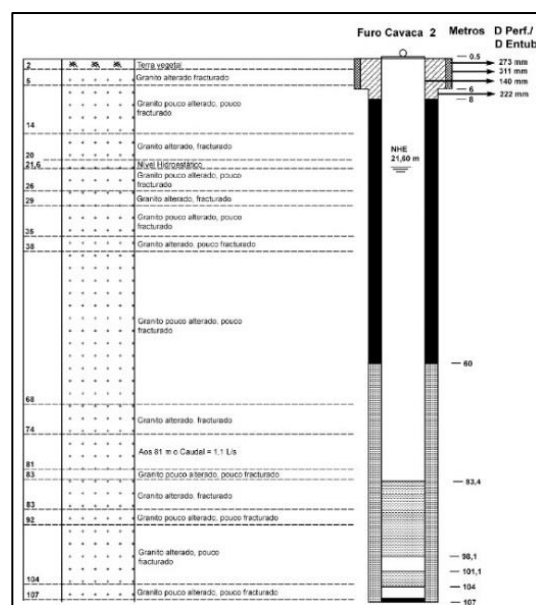 Furo Cavaca 2 Metros D Perf./
D Entub
0.5
2 Terra vegetal 273 mm
Granito alterado fracturado 311 mm
5 140 mm
6 222 mm
Granito pouco alterado, pouco 8
fracturado
14
Granito alterado, fracturado NHE
20 21,60 m
21,6 Nível Hidroestático
Granito pouco alterado, pouco
fracturado
26
Granito alterado, fracturado
29
Granito pouco alterado, pouco
fracturado
35
38 Granito alterado, pouco fracturado
Granito pouco alterado, pouco
fracturado
60
68
Granito alterado, fracturado
74
Aos 81 m o Caudal = 1,1 L/s
81
83 Granito pouco alterado, pouco fracturado
83,4
Granito alterado, fracturado
83
Granito pouco alterado, pouco fracturado
92
Granito alterado, pouco
fracturado 98,1
101,1
104 104
Granito pouco alterado, pouco fracturado
107 107